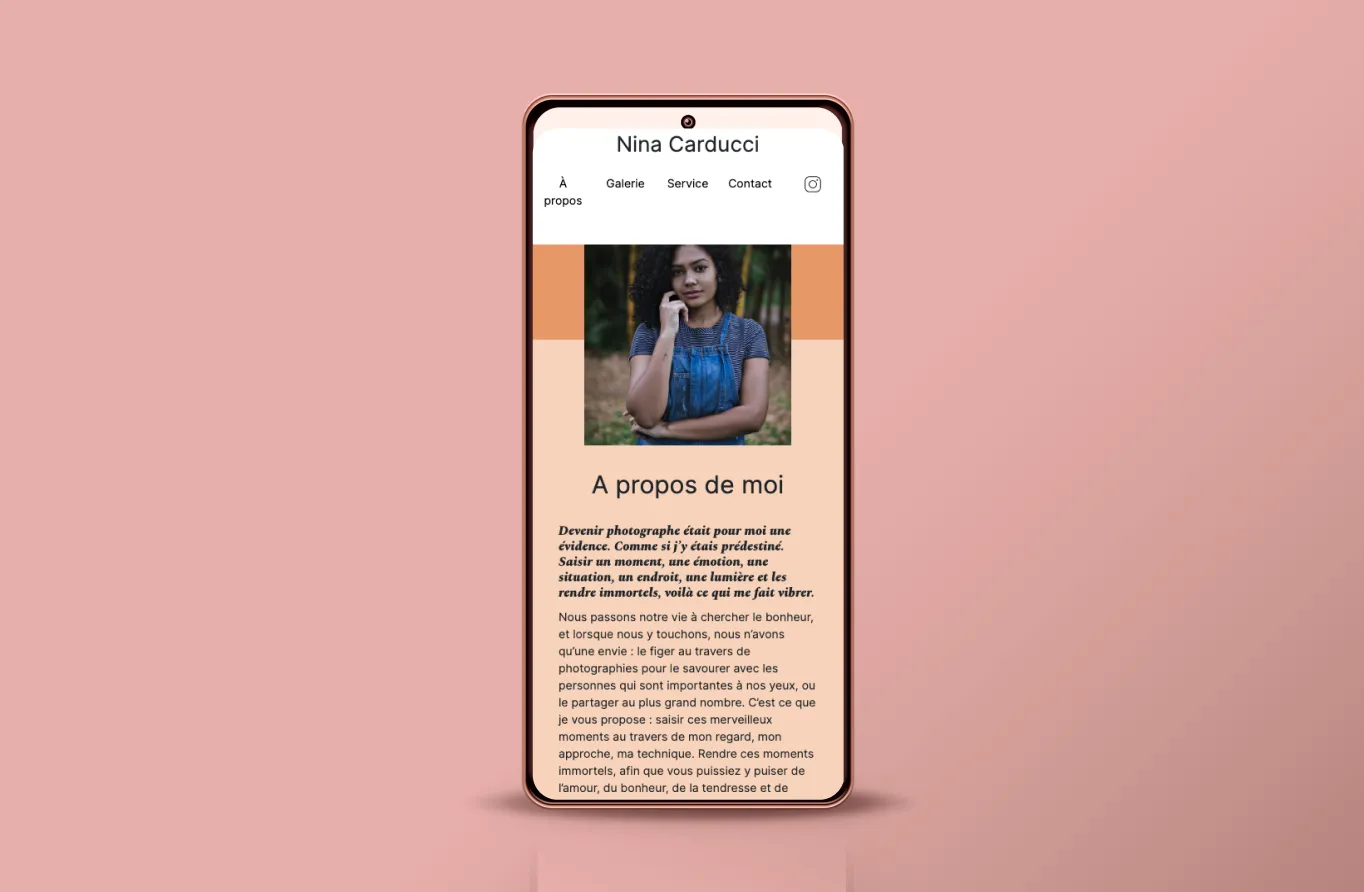 Nina Carducci
À propos Galerie Service Contact
A propos de moi
Devenir photographe était pour moi une
évidence. Comme si j’y étais prédestiné.
Saisir un moment, une émotion, une
situation, un endroit, une lumière et les
rendre immortels, voilà ce qui me fait vibrer.
Nous passons notre vie à chercher le bonheur,
et lorsque nous y touchons, nous n’avons
qu’une envie : le figer au travers de
photographies pour le savourer avec les
personnes qui sont importantes à nos yeux, ou
le partager au plus grand nombre. C’est ce que
je vous propose : saisir ces merveilleux
moments au travers de mon regard, mon
approche, ma technique. Rendre ces moments
immortels, afin que vous puissiez y puiser de
l’amour, du bonheur, de la tendresse et de